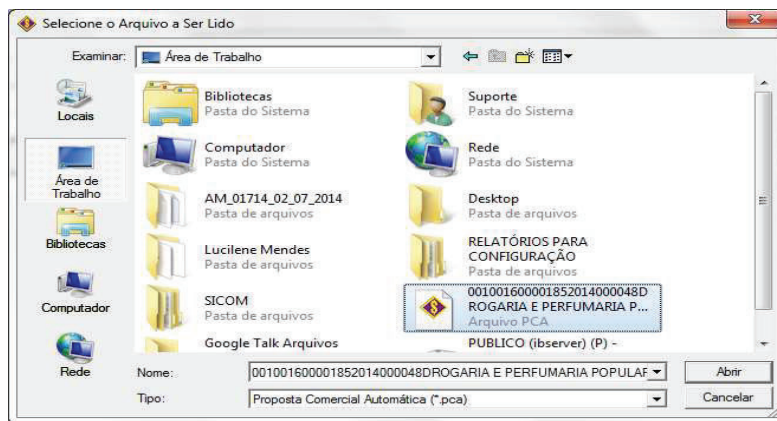 Selecione o Arquivo a Ser Lido
Examinar:
Área de Trabalho
Locais
Área de
Trabalho
Bibliotecas
Computador
Rede
Bibliotecas
Pasta do Sistema
Suporte
Pasta do Sistema
Computador
Pasta do Sistema
Rede
Pasta do Sistema
AM_01714_02_07_2014
Pasta de arquivos
Desktop
Pasta de arquivos
Lucilene Mendes
Pasta de arquivos
RELATÓRIOS PARA
CONFIGURAÇÃO
Pasta de arquivos
SICOM
Pasta de arquivos
001001600001852014000048D
ROGARIA E PERFUMARIA P...
Arquivo PCA
Google Talk Arquivos
PUBLICO (ibserver) (P) -
Nome:
001001600001852014000048DROGARIA E PERFUMARIA POPULAR
Abrir
Tipo:
Proposta Comercial Automática (*.pca)
Cancelar